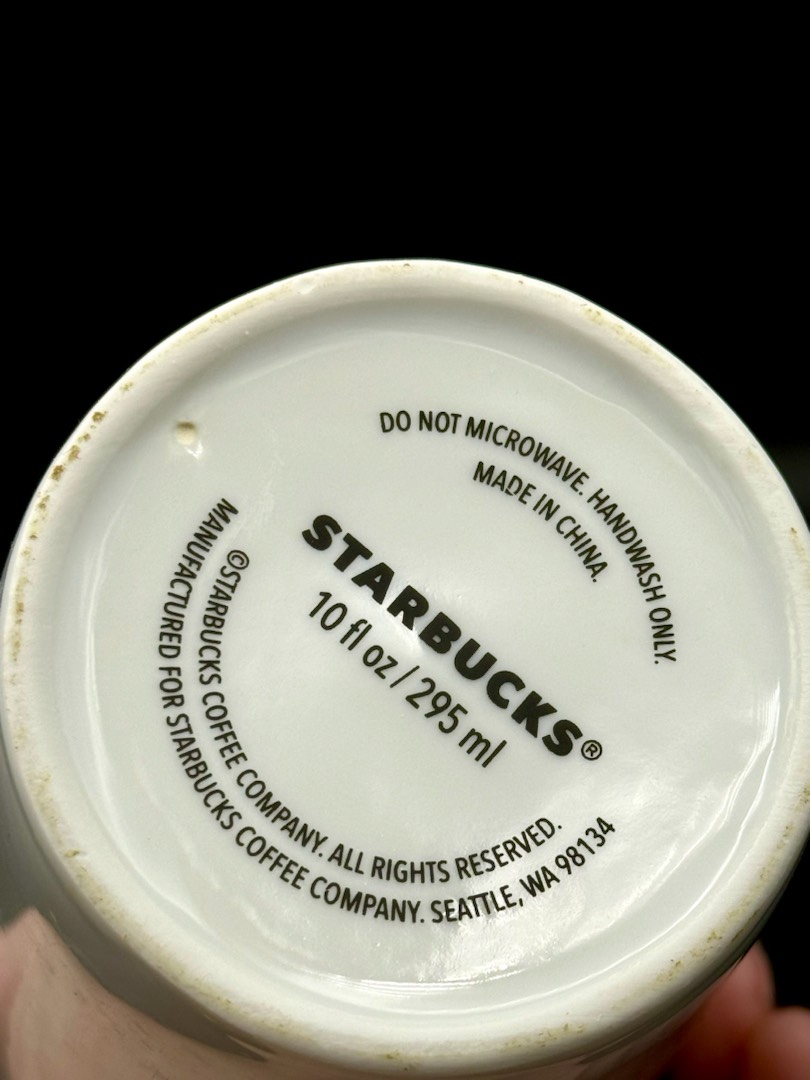 DO NOT MICROWAVE. HANDWASH ONLY.
MADE IN CHINA.
STARBUCKS®
10 fl oz / 295 ml
©STARBUCKS COFFEE COMPANY. ALL RIGHTS RESERVED.
MANUFACTURED FOR STARBUCKS COFFEE COMPANY. SEATTLE, WA 98134